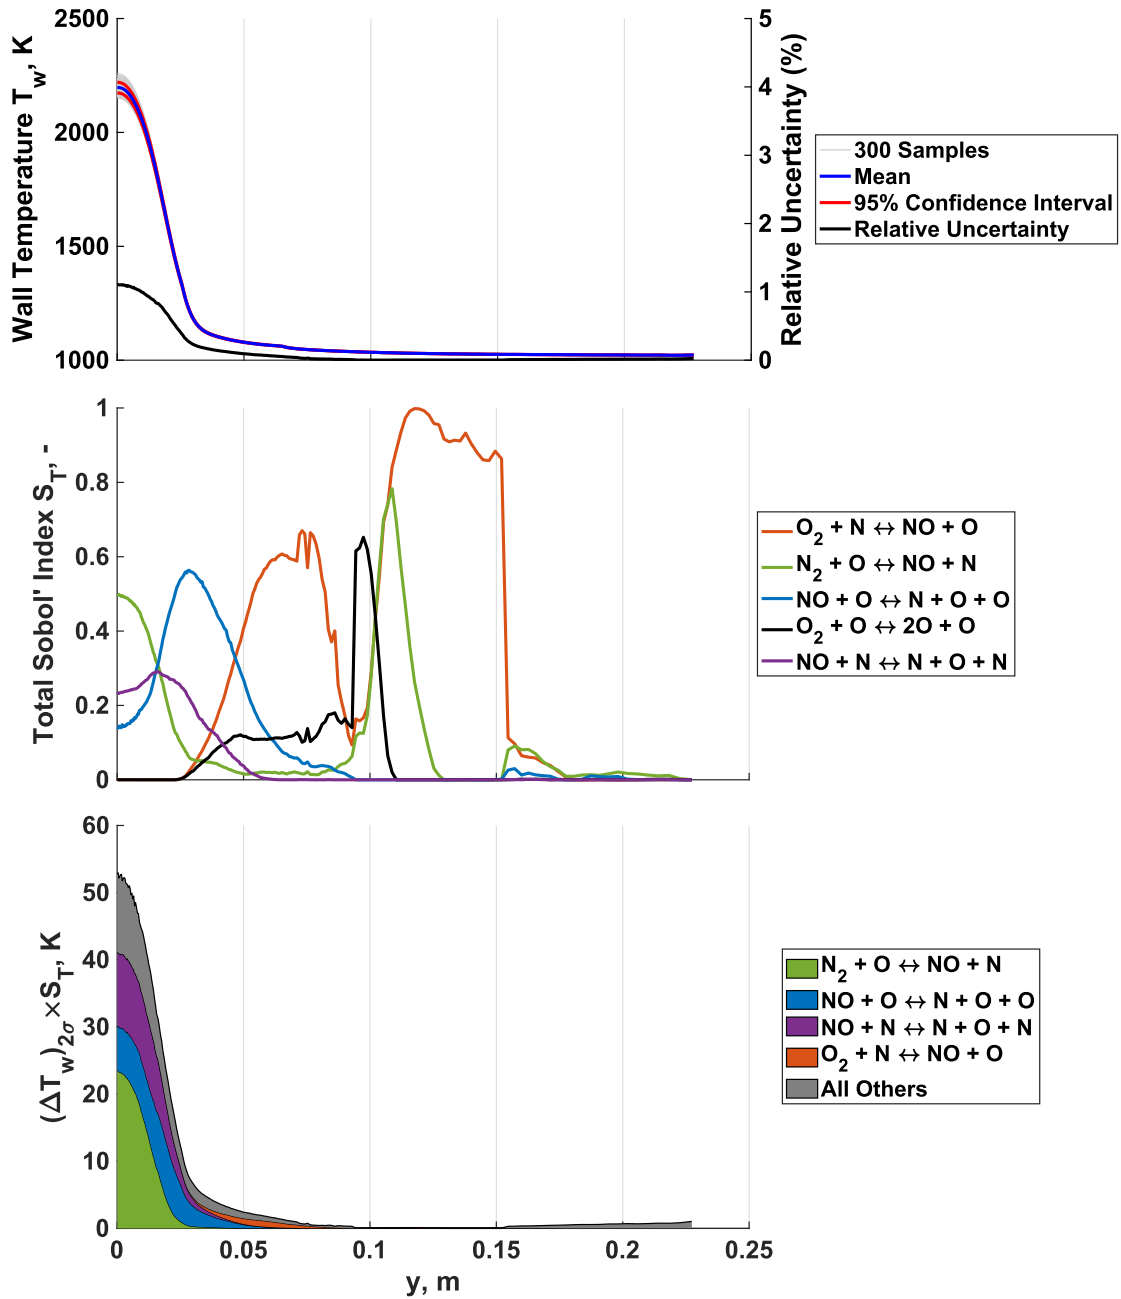 2500
2000
1500
1000
Wall Temperature T_w, K
5
4
3
2
1
0
Relative Uncertainty (%)
300 Samples
Mean
95% Confidence Interval
Relative Uncertainty
1
0.8
0.6
0.4
0.2
0
Total Sobol' Index S_T, -
O₂ + N ↔ NO + O
N₂ + O ↔ NO + N
NO + O ↔ N + O + O
O₂ + O ↔ 2O + O
NO + N ↔ N + O + N
60
50
40
30
20
10
0
(ΔT_w)_2σ ×S_T, K
N₂ + O ↔ NO + N
NO + O ↔ N + O + O
NO + N ↔ N + O + N
O₂ + N ↔ NO + O
All Others
0 0.05 0.1 0.15 0.2 0.25
y, m